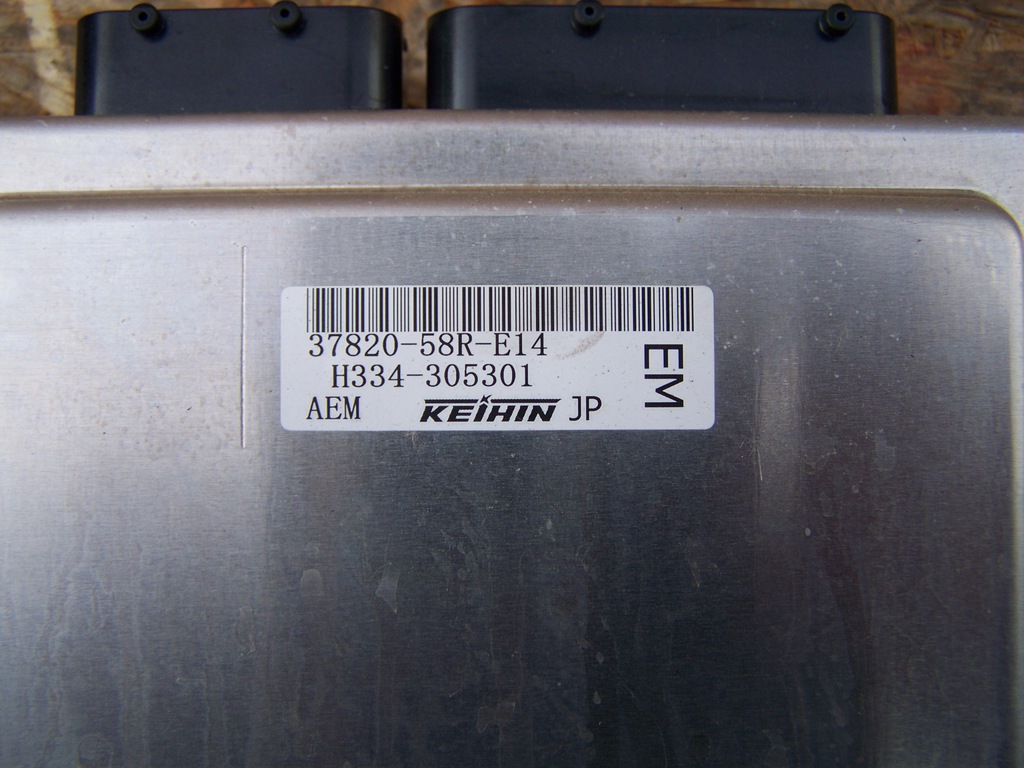 37820-58R-E14
H334-305301
AEM KEIHIN JP
EM